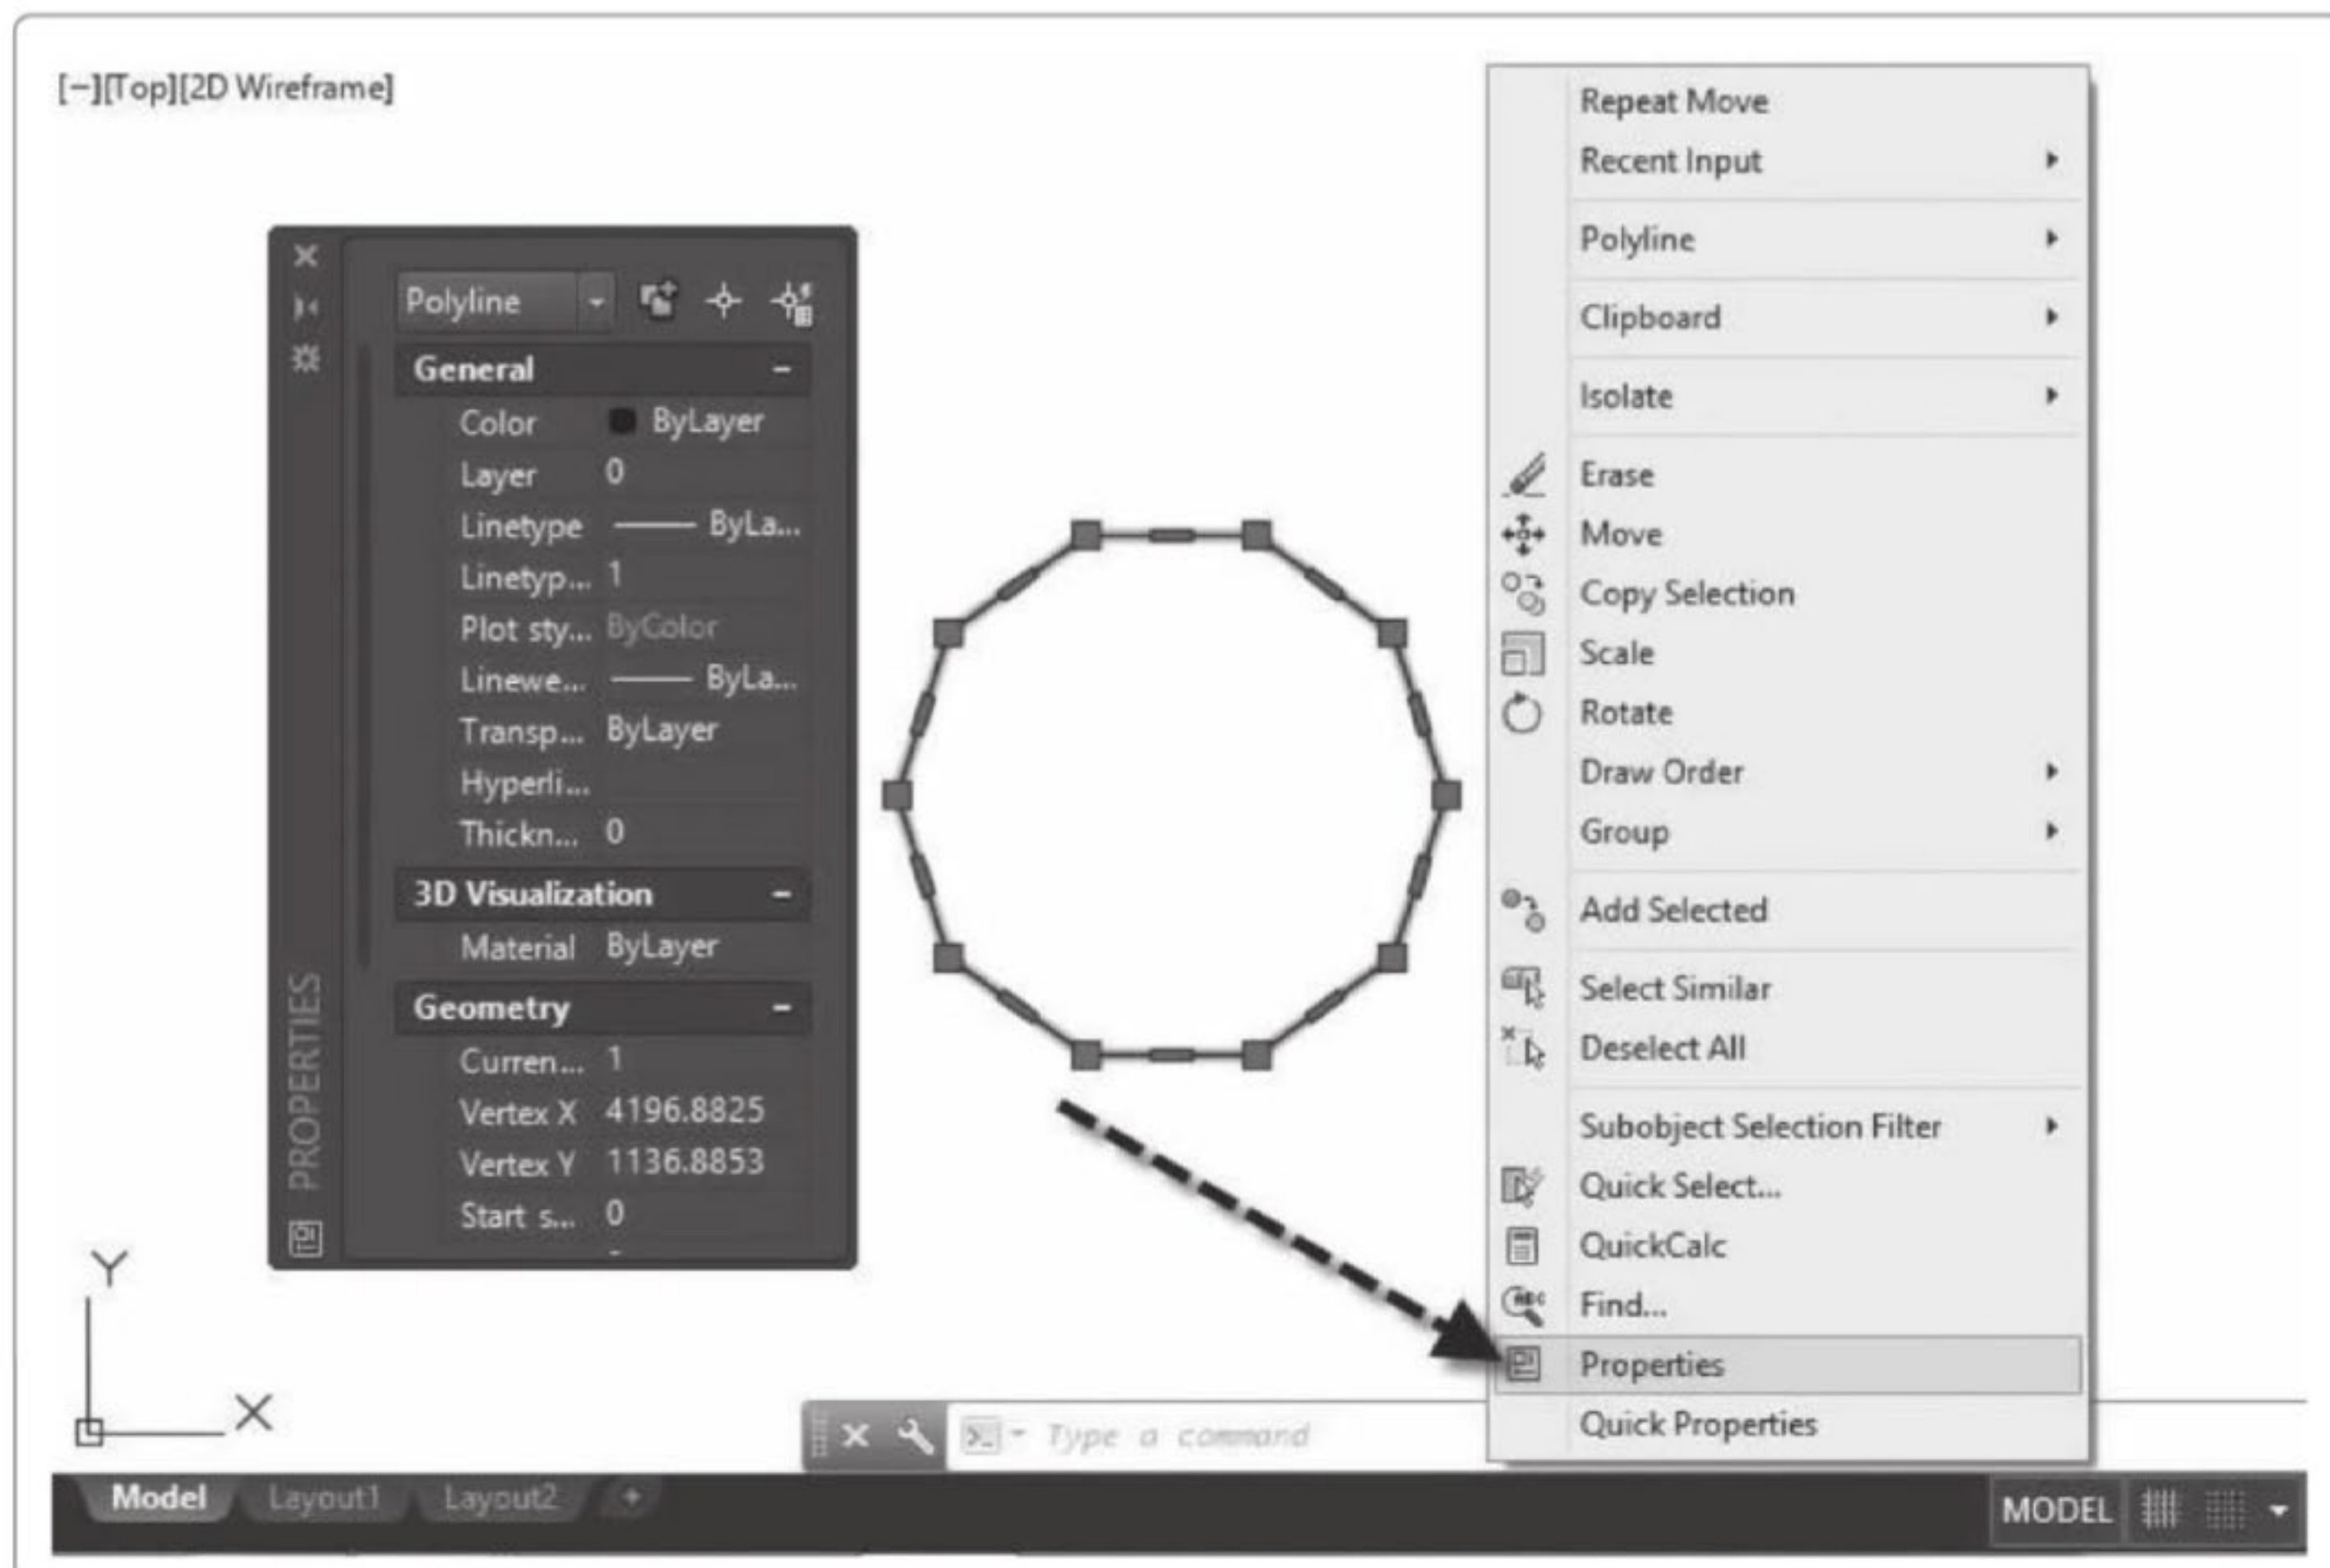 [−][Top][2D Wireframe]
Polyline
General −
Color ByLayer
Layer 0
Linetype ByLa...
Linetyp... 1
Plot sty... ByColor
Linewe... ByLa...
Transp... ByLayer
Hyperli...
Thickn... 0
3D Visualization −
Material ByLayer
Geometry −
Curren... 1
Vertex X 4196.8825
Vertex Y 1136.8853
Start s... 0
PROPERTIES
Repeat Move
Recent Input
Polyline
Clipboard
Isolate
Erase
Move
Copy Selection
Scale
Rotate
Draw Order
Group
Add Selected
Select Similar
Deselect All
Subobject Selection Filter
Quick Select...
QuickCalc
ABC
Find...
Properties
Quick Properties
Y
X
Type a command
Model Layout1 Layout2 +
MODEL